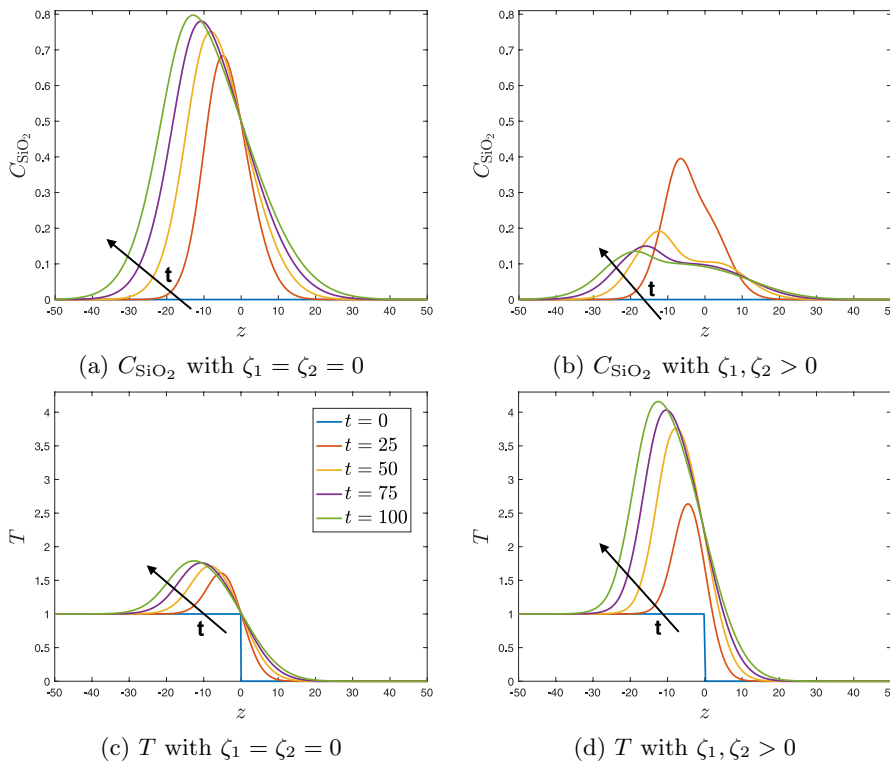 0.8
0.7
0.6
0.5
0.4
0.3
0.2
0.1
0
C_SiO₂
t
-50 -40 -30 -20 -10 0 10 20 30 40 50
z
(a) C_SiO₂ with ζ₁ = ζ₂ = 0
0.8
0.7
0.6
0.5
0.4
0.3
0.2
0.1
0
C_SiO₂
t
-50 -40 -30 -20 -10 0 10 20 30 40 50
z
(b) C_SiO₂ with ζ₁, ζ₂ > 0
4
3.5
3
2.5
2
1.5
1
0.5
0
T
t = 0
t = 25
t = 50
t = 75
t = 100
t
-50 -40 -30 -20 -10 0 10 20 30 40 50
z
(c) T with ζ₁ = ζ₂ = 0
4
3.5
3
2.5
2
1.5
1
0.5
0
T
t
-50 -40 -30 -20 -10 0 10 20 30 40 50
z
(d) T with ζ₁, ζ₂ > 0